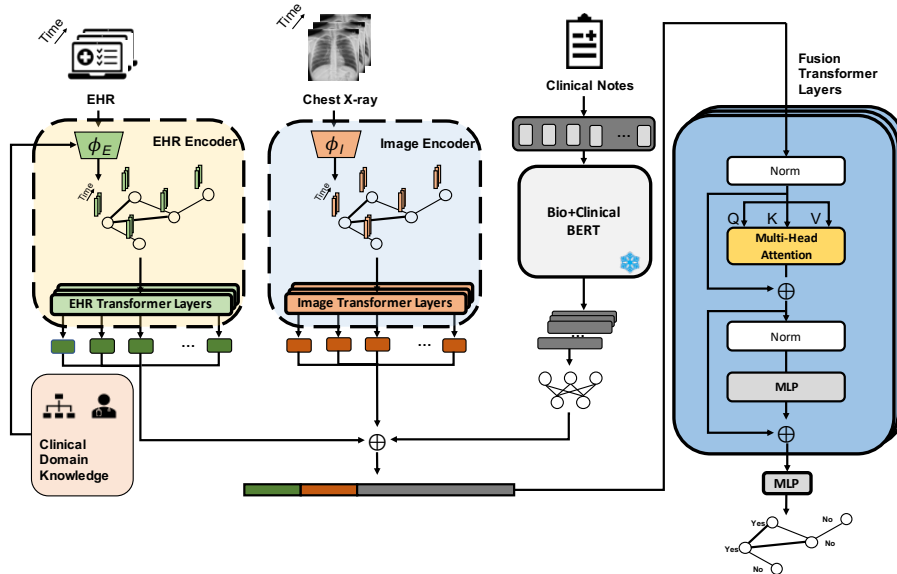 Time
Time
EHR
Chest X-ray
Clinical Notes
Fusion
Transformer
Layers
ϕ_E
EHR Encoder
ϕ_I
Image Encoder
...
Time
Time
Bio+Clinical
BERT
Norm
Q
K
V
Multi-Head
Attention
EHR Transformer Layers
Image Transformer Layers
...
...
...
Norm
MLP
Clinical
Domain
Knowledge
MLP
Yes
No
Yes
No
No